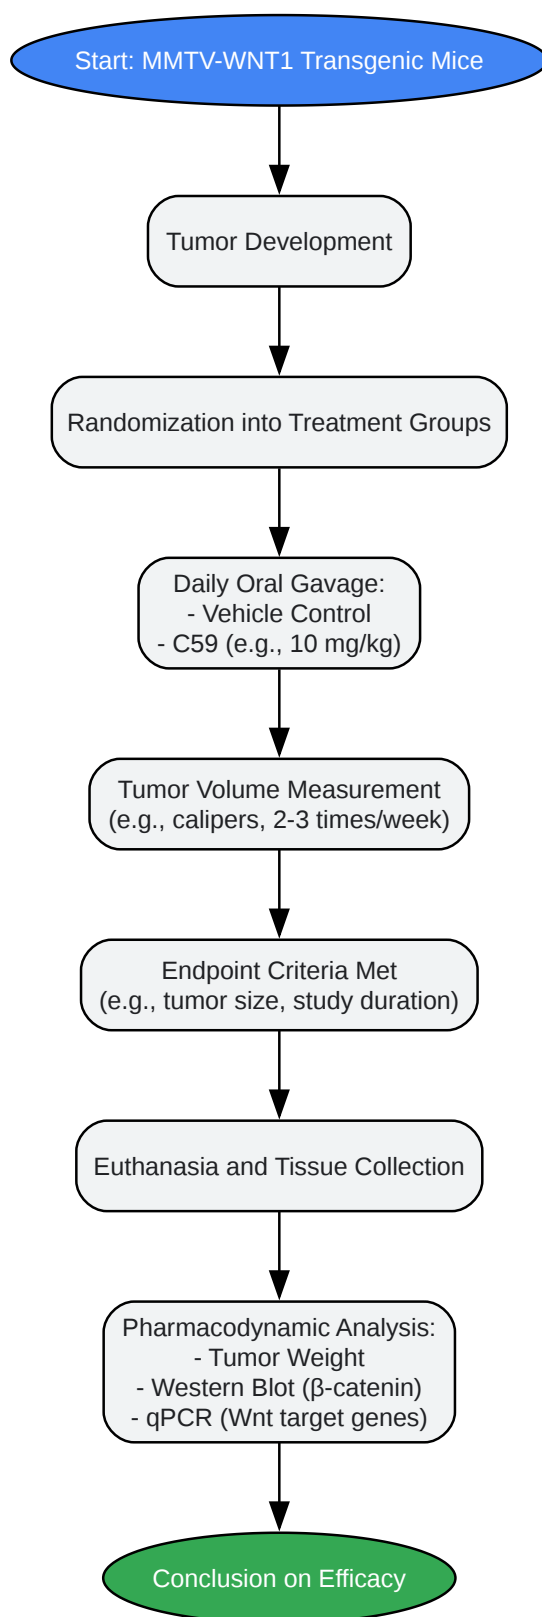 Start: MMTV-WNT1 Transgenic Mice
Tumor Development
Randomization into Treatment Groups
Daily Oral Gavage:
- Vehicle Control
- C59 (e.g., 10 mg/kg)
Tumor Volume Measurement
(e.g., calipers, 2-3 times/week)
Endpoint Criteria Met
(e.g., tumor size, study duration)
Euthanasia and Tissue Collection
Pharmacodynamic Analysis:
- Tumor Weight
- Western Blot (β-catenin)
- qPCR (Wnt target genes)
Conclusion on Efficacy